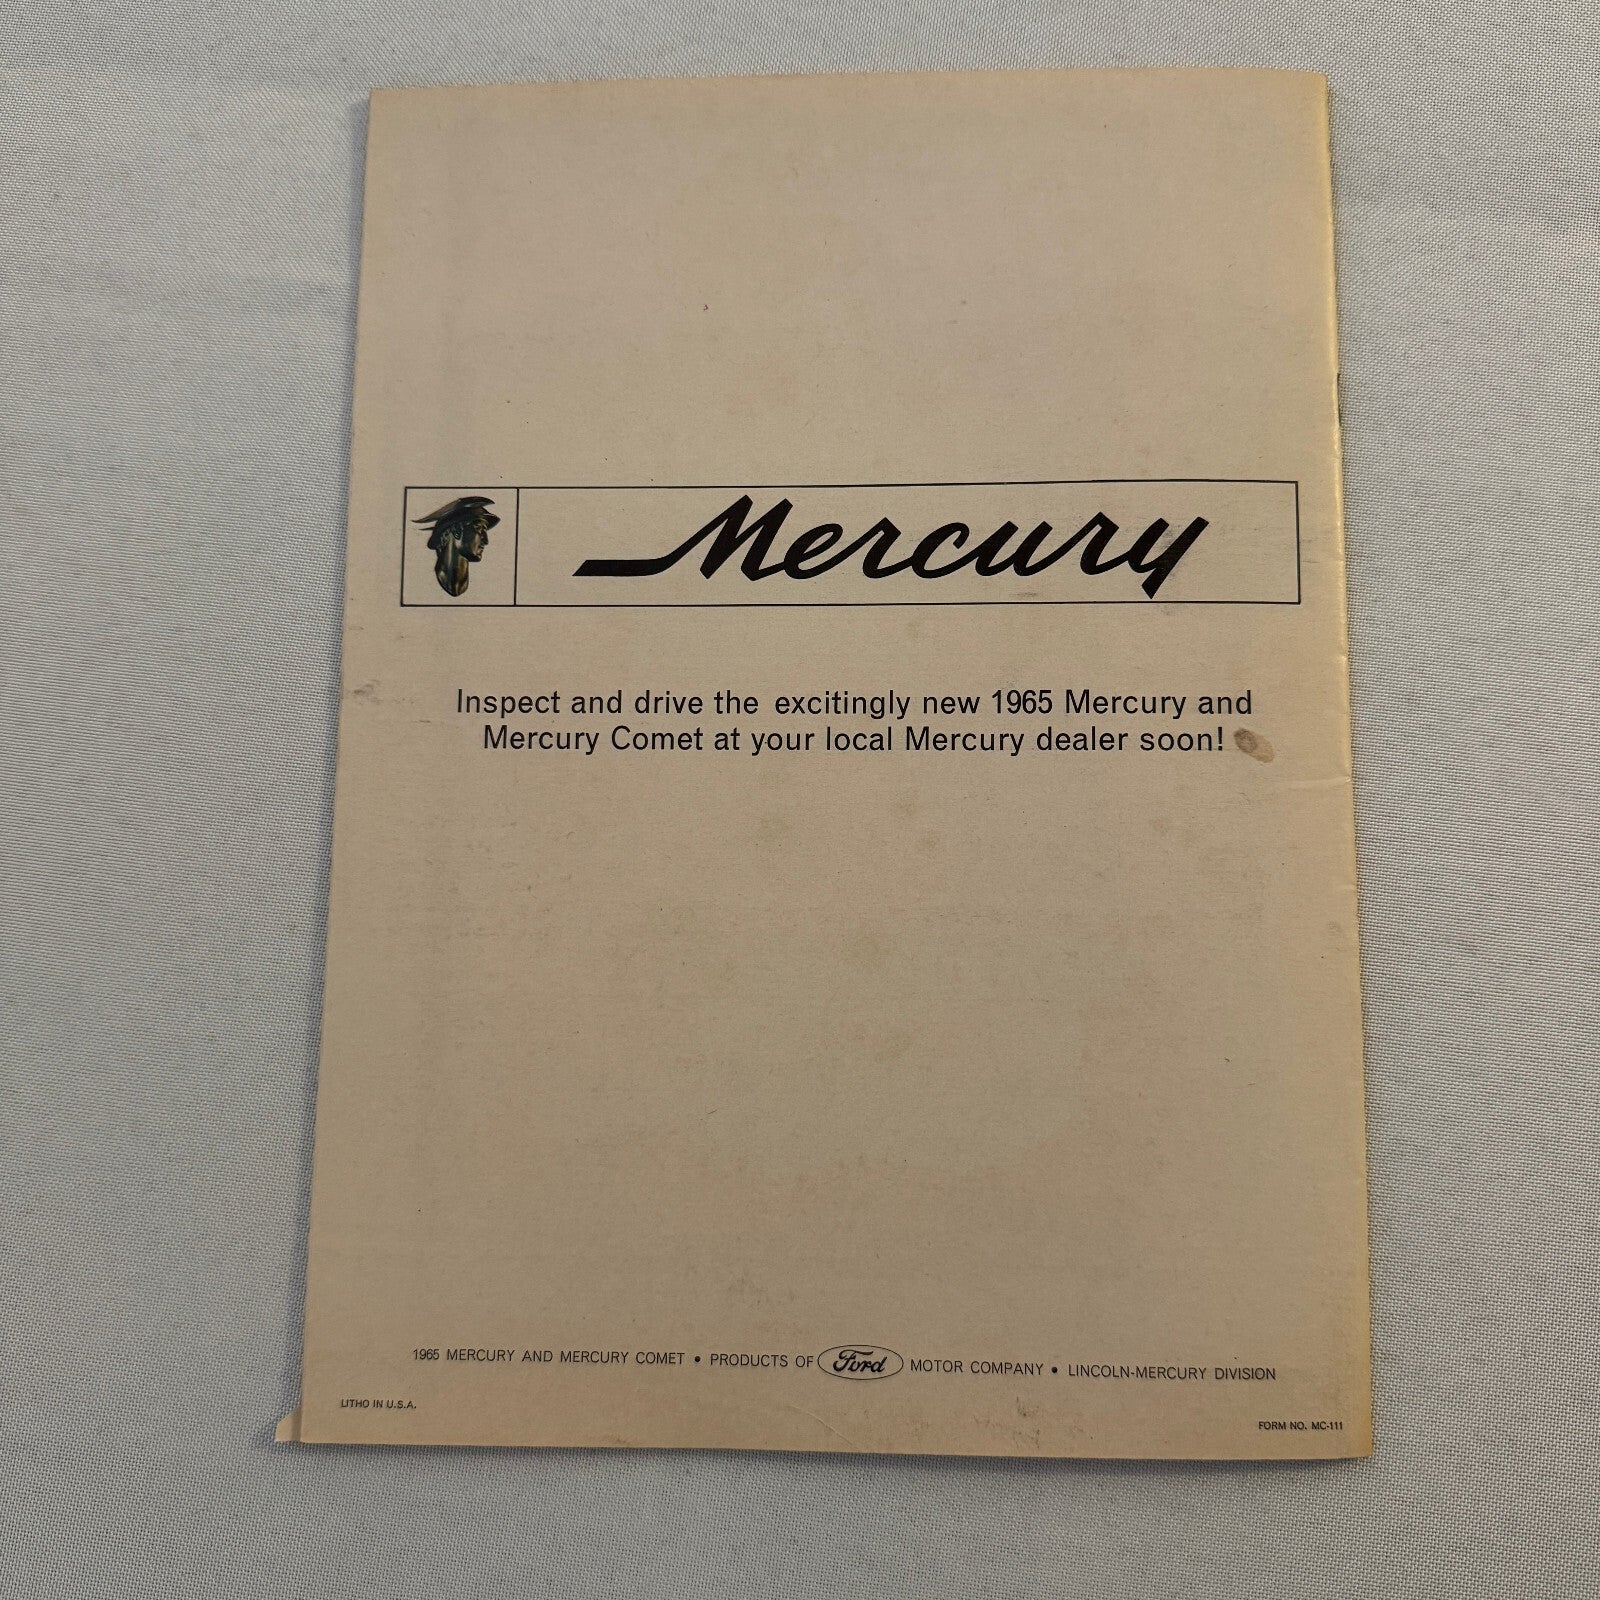 Mercury
Inspect and drive the excitingly new 1965 Mercury and
Mercury Comet at your local Mercury dealer soon!
1965 MERCURY AND MERCURY COMET • PRODUCTS OF Ford MOTOR COMPANY • LINCOLN-MERCURY DIVISION
LITHO IN U.S.A.
FORM NO. MC-111